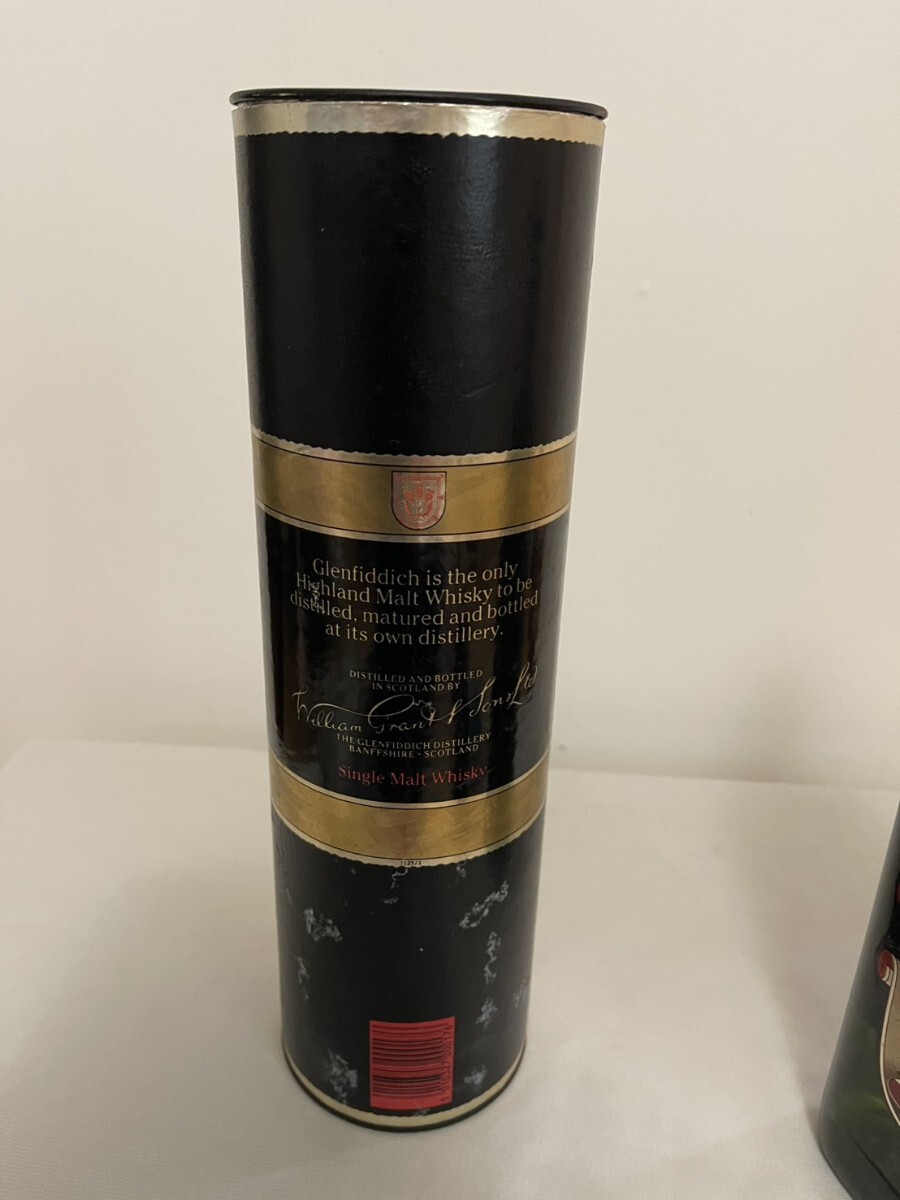 Glenfiddich is the only
Highland Malt Whisky to be
distilled, matured and bottled
at its own distillery.
DISTILLED AND BOTTLED
IN SCOTLAND BY
William Grant & Sons Ltd
THE GLENFIDDICH DISTILLERY
BANFFSHIRE · SCOTLAND
Single Malt Whisky